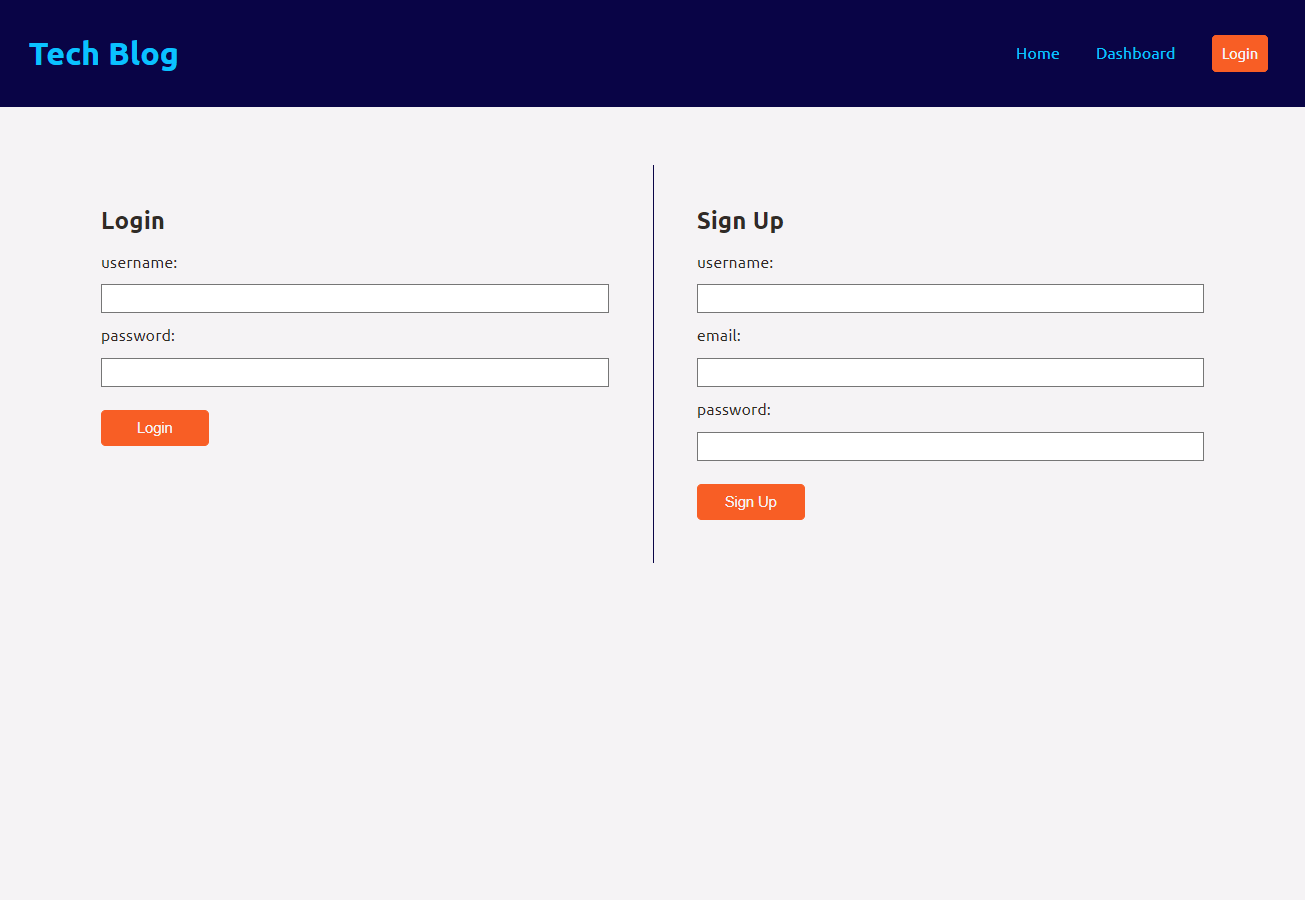 Tech Blog
Home Dashboard Login
Login
username:
password:
Login
Sign Up
username:
email:
password:
Sign Up